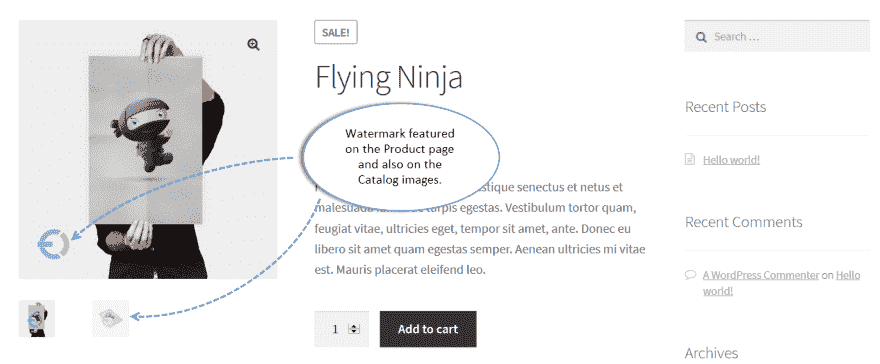 SALE!
Flying Ninja
Watermark featured
on the Product page
and also on the
Catalog images.
stique senectus et netus et
malesuada turpis egestas. Vestibulum tortor quam,
feugiat vitae, ultricies eget, tempor sit amet, ante. Donec eu
libero sit amet quam egestas semper. Aenean ultricies mi vitae
est. Mauris placerat eleifend leo.
1
Add to cart
Search …
Recent Posts
Hello world!
Recent Comments
A WordPress Commenter on Hello
world!
Archives